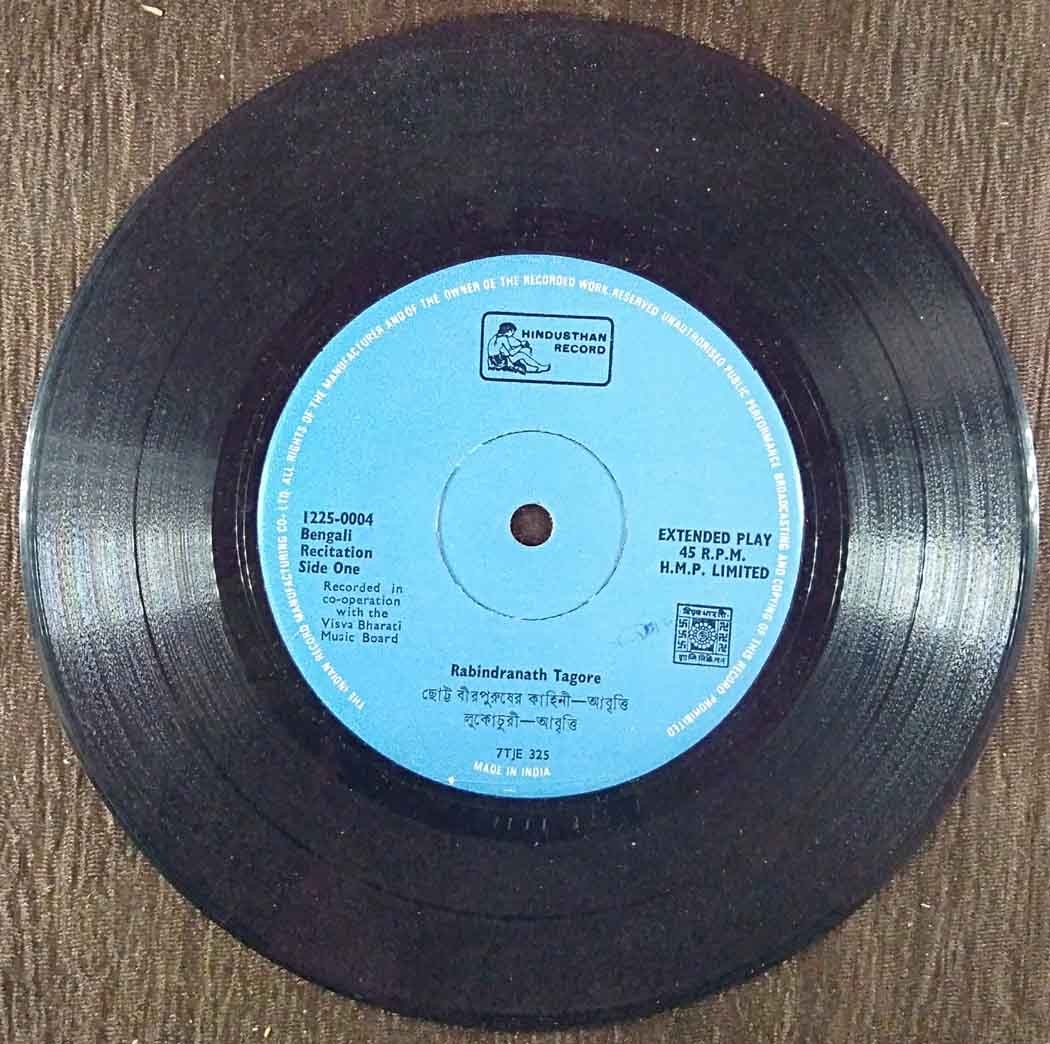 THE INDIAN RECORD MANUFACTURING CO. LTD. ALL RIGHTS OF THE MANUFACTURER AND OF THE OWNER OF THE RECORDED WORK RESERVED UNAUTHORISED PUBLIC PERFORMANCE BROADCASTING AND COPYING OF THIS RECORD PROHIBITED
HINDUSTHAN
RECORD
1225-0004
Bengali
Recitation
Side One
Recorded in
co-operation
with the
Visva Bharati
Music Board
EXTENDED PLAY
45 R.P.M.
H.M.P. LIMITED
Rabindranath Tagore
ছোট্ট বীরপুরুষের কাহিনী—আবৃত্তি
লুকোচুরী—আবৃত্তি
7TJE 325
MADE IN INDIA